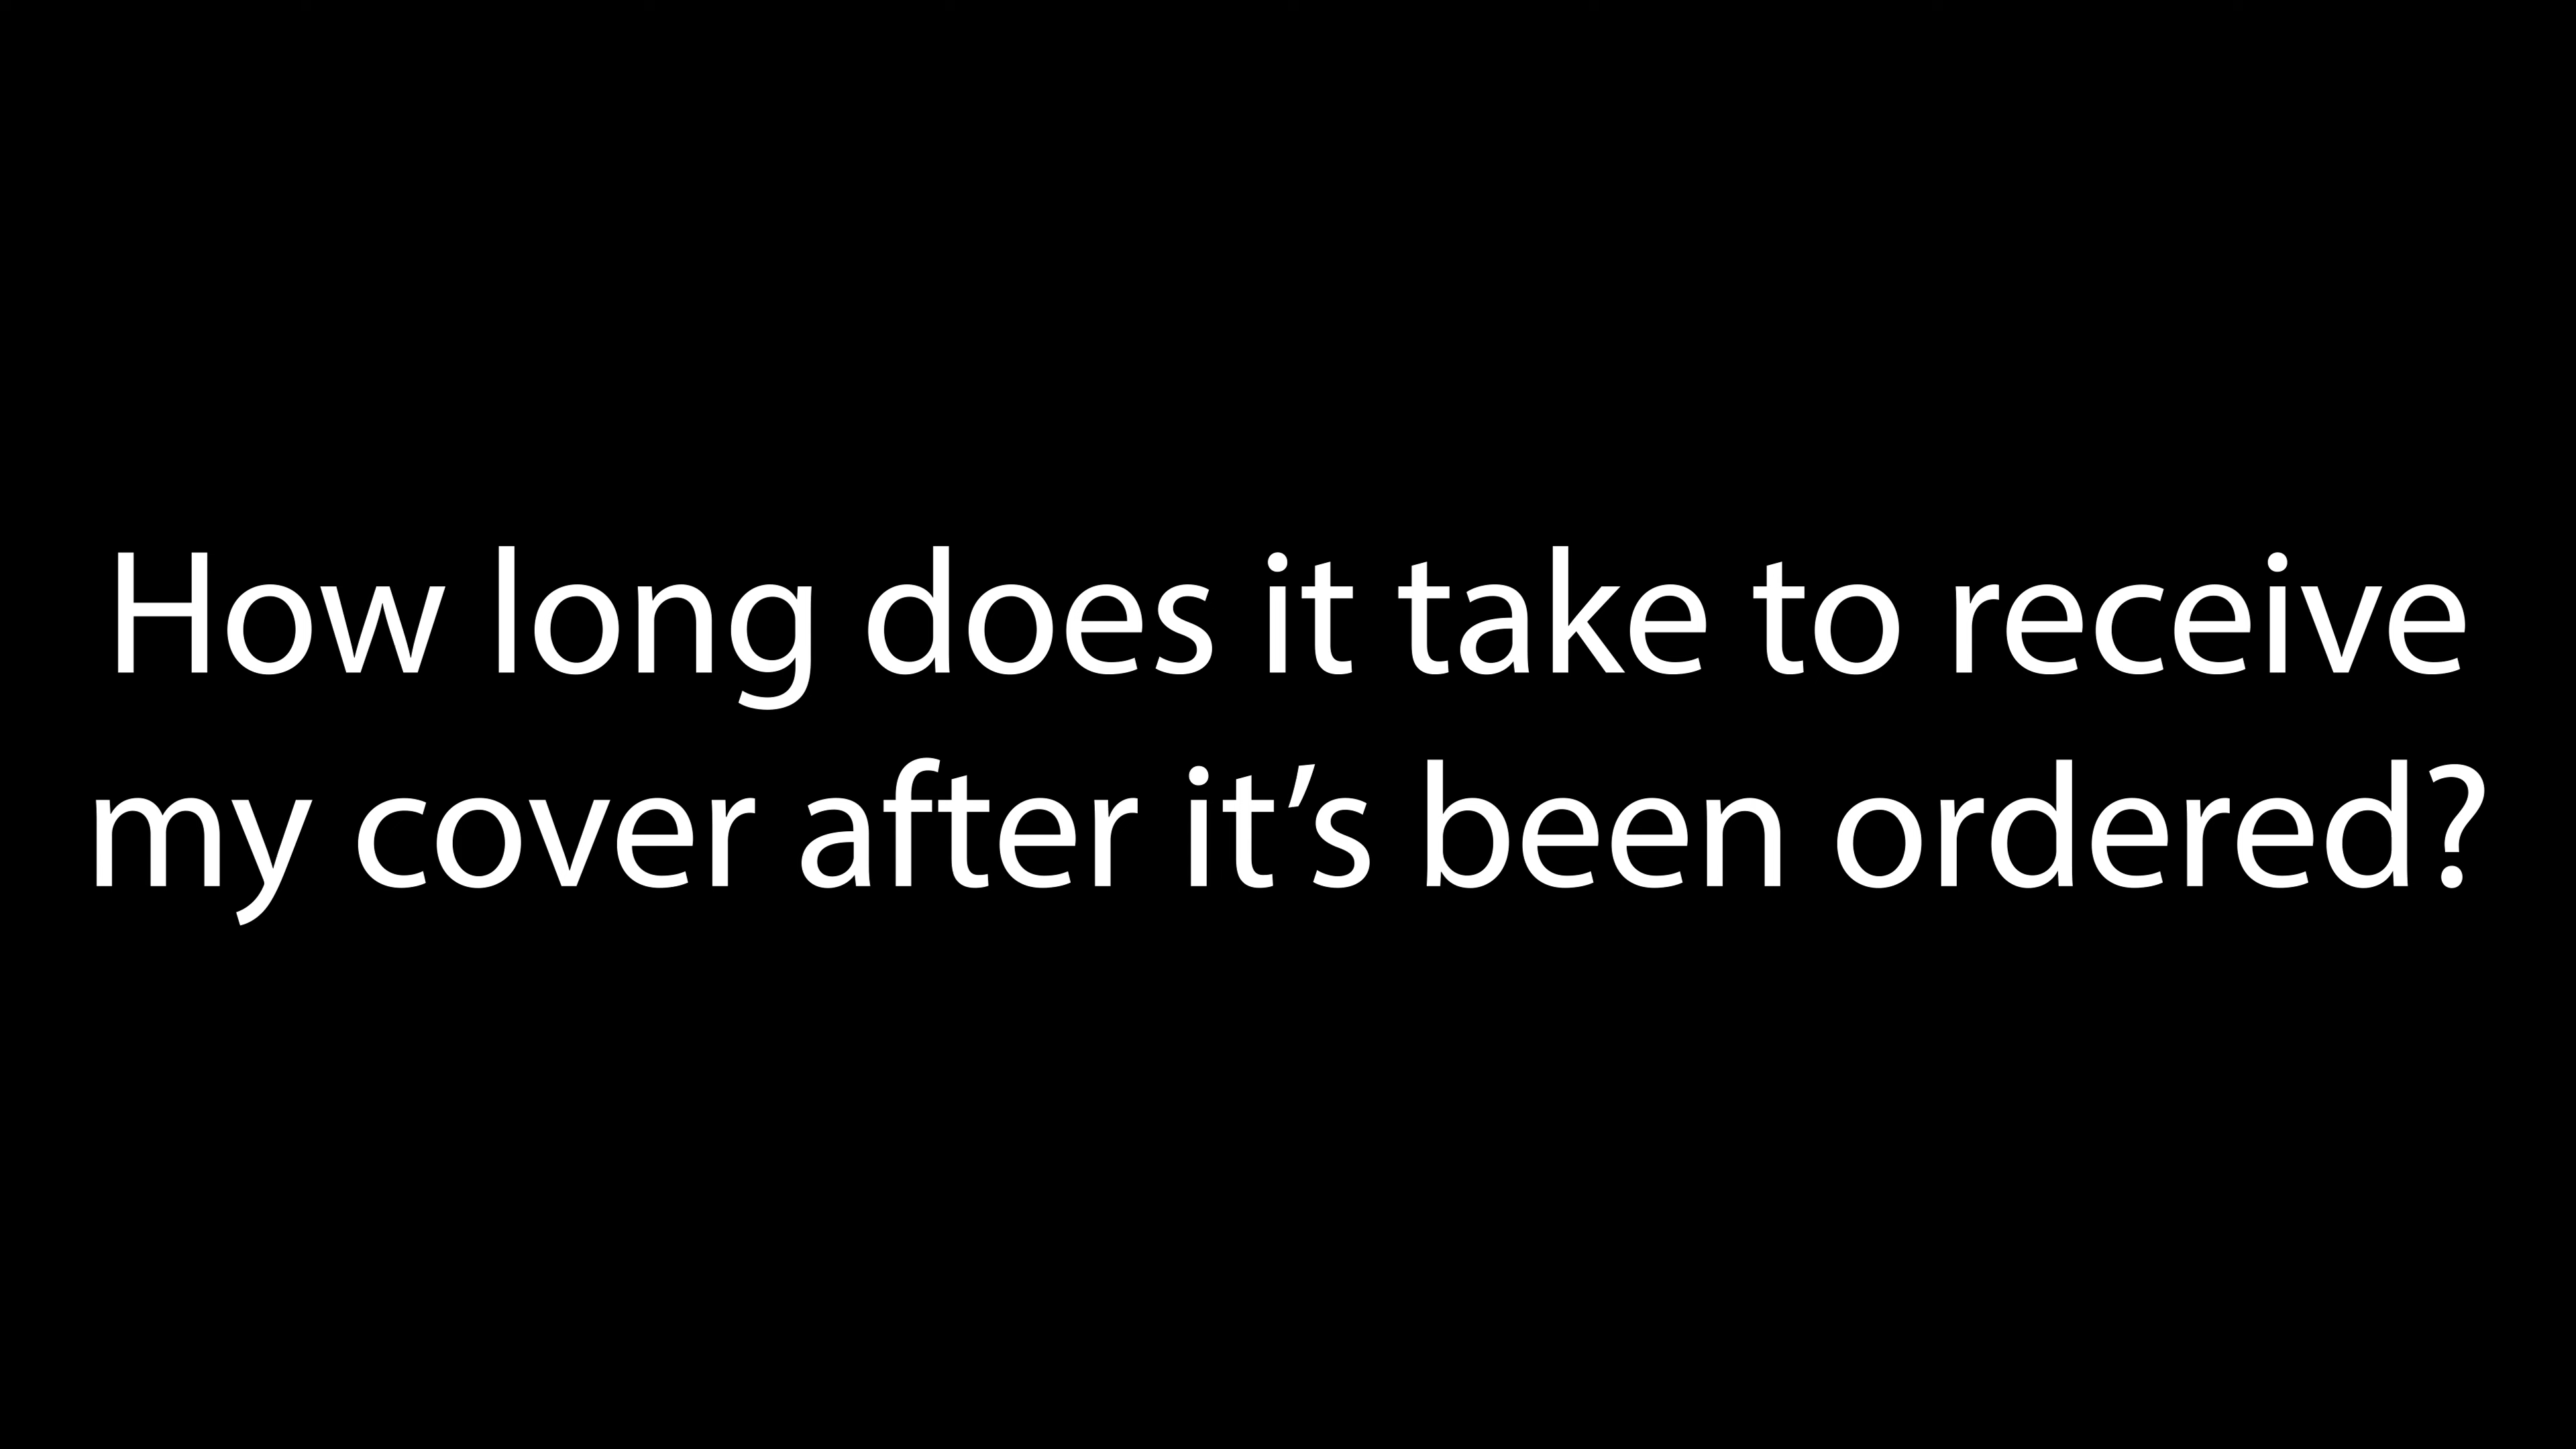 How long does it take to receive
my cover after it’s been ordered?